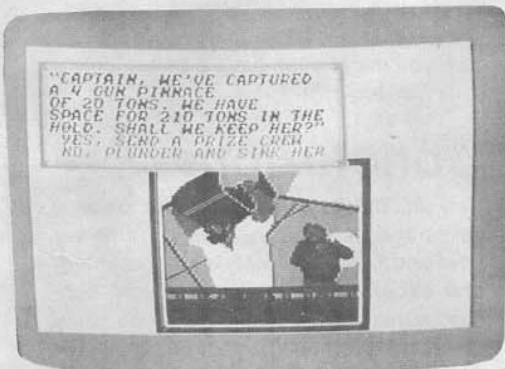 "CAPTAIN, WE'VE CAPTURED
A 4 GUN PINNACE
OF 20 TONS. WE HAVE
SPACE FOR 210 TONS IN THE
HOLD. SHALL WE KEEP HER?"
YES, SEND A PRIZE CREW
NO, PLUNDER AND SINK HER